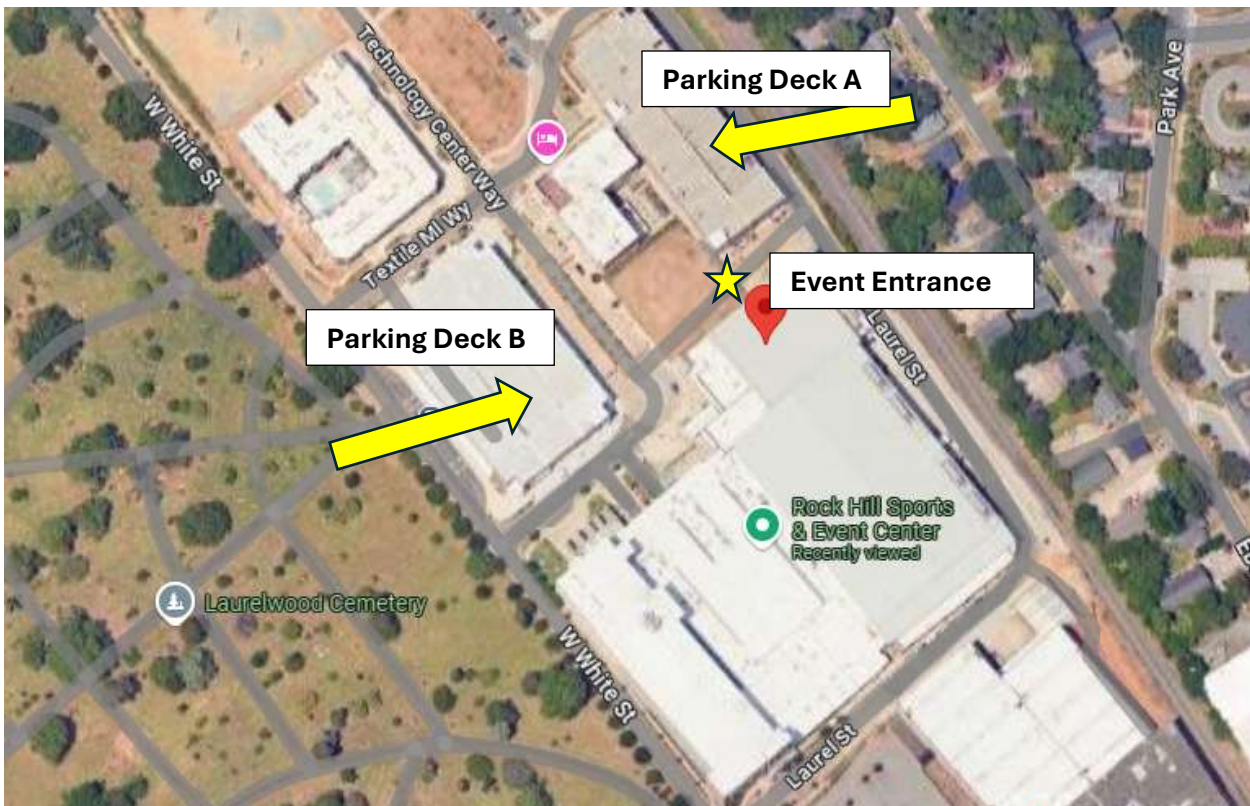 Technology Center Way
Park Ave
Parking Deck A
W White St
Textile Ml Wy
Event Entrance
Parking Deck B
Laurel St
Rock Hill Sports
& Event Center
Recently viewed
Laurelwood Cemetery
W White St
Laurel St